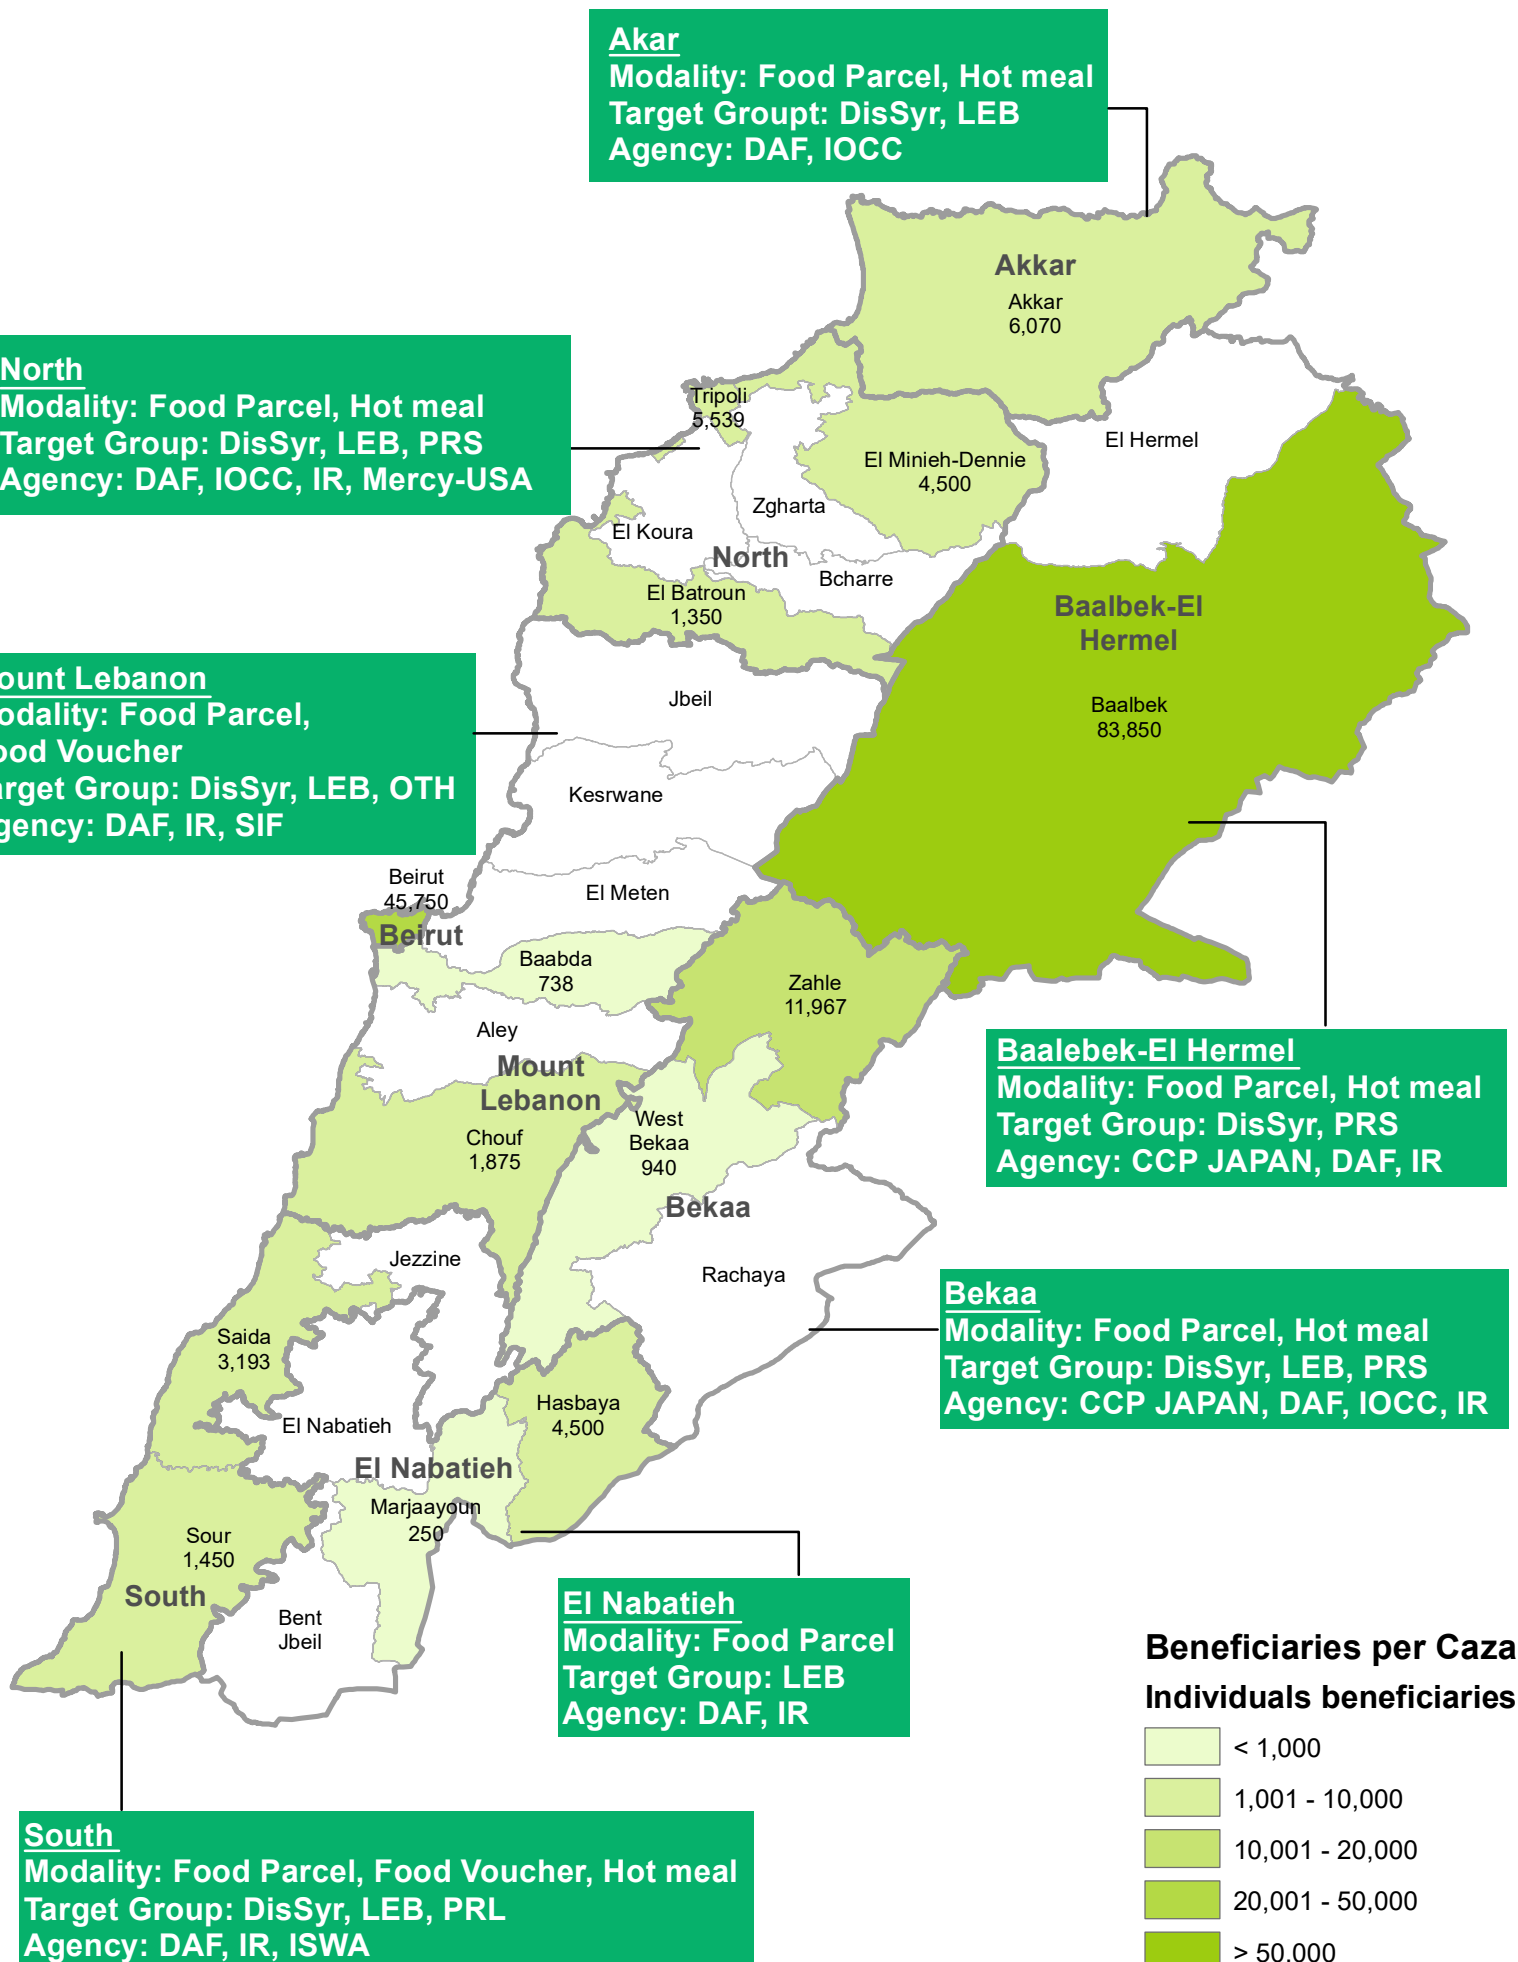 Akar
Modality: Food Parcel, Hot meal
Target Groupt: DisSyr, LEB
Agency: DAF, IOCC
Akkar
Akkar
6,070
North
Modality: Food Parcel, Hot meal
Target Group: DisSyr, LEB, PRS
Agency: DAF, IOCC, IR, Mercy-USA
Tripoli
5,539
El Minieh-Dennie
4,500
El Hermel
Zgharta
El Koura
North
Bcharre
El Batroun
1,350
Baalbek-El
Hermel
Baalbek
83,850
ount Lebanon
odality: Food Parcel,
ood Voucher
arget Group: DisSyr, LEB, OTH
gency: DAF, IR, SIF
Jbeil
Kesrwane
El Meten
Beirut
45,750
Beirut
Baabda
738
Zahle
11,967
Aley
Mount
Lebanon
Chouf
1,875
West
Bekaa
940
Bekaa
Rachaya
Baalebek-El Hermel
Modality: Food Parcel, Hot meal
Target Group: DisSyr, PRS
Agency: CCP JAPAN, DAF, IR
Jezzine
Bekaa
Modality: Food Parcel, Hot meal
Target Group: DisSyr, LEB, PRS
Agency: CCP JAPAN, DAF, IOCC, IR
Saida
3,193
Hasbaya
4,500
El Nabatieh
El Nabatieh
Marjaayoun
250
Sour
1,450
South
Bent
Jbeil
El Nabatieh
Modality: Food Parcel
Target Group: LEB
Agency: DAF, IR
South
Modality: Food Parcel, Food Voucher, Hot meal
Target Group: DisSyr, LEB, PRL
Agency: DAF, IR, ISWA
Beneficiaries per Caza
Individuals beneficiaries
< 1,000
1,001 - 10,000
10,001 - 20,000
20,001 - 50,000
> 50,000